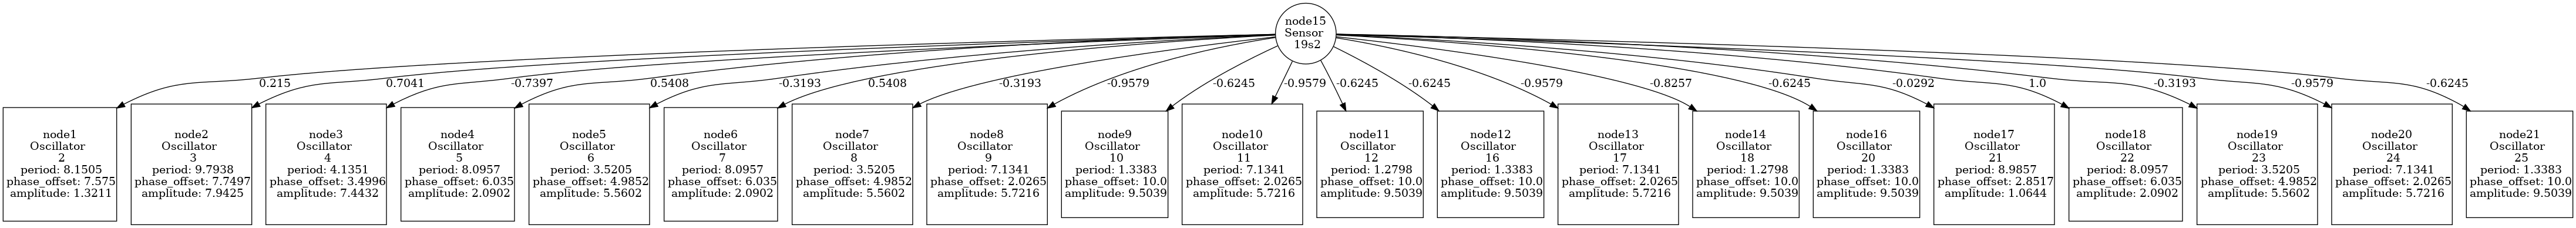 node15
Sensor
19s2
0.215
0.7041
-0.7397
0.5408
-0.3193
0.5408
-0.3193
-0.9579
-0.6245
-0.9579
-0.6245
-0.6245
-0.9579
-0.8257
-0.6245
-0.0292
1.0
-0.3193
-0.9579
-0.6245
node1
Oscillator
2
period: 8.1505
phase_offset: 7.575
amplitude: 1.3211
node2
Oscillator
3
period: 9.7938
phase_offset: 7.7497
amplitude: 7.9425
node3
Oscillator
4
period: 4.1351
phase_offset: 3.4996
amplitude: 7.4432
node4
Oscillator
5
period: 8.0957
phase_offset: 6.035
amplitude: 2.0902
node5
Oscillator
6
period: 3.5205
phase_offset: 4.9852
amplitude: 5.5602
node6
Oscillator
7
period: 8.0957
phase_offset: 6.035
amplitude: 2.0902
node7
Oscillator
8
period: 3.5205
phase_offset: 4.9852
amplitude: 5.5602
node8
Oscillator
9
period: 7.1341
phase_offset: 2.0265
amplitude: 5.7216
node9
Oscillator
10
period: 1.3383
phase_offset: 10.0
amplitude: 9.5039
node10
Oscillator
11
period: 7.1341
phase_offset: 2.0265
amplitude: 5.7216
node11
Oscillator
12
period: 1.2798
phase_offset: 10.0
amplitude: 9.5039
node12
Oscillator
16
period: 1.3383
phase_offset: 10.0
amplitude: 9.5039
node13
Oscillator
17
period: 7.1341
phase_offset: 2.0265
amplitude: 5.7216
node14
Oscillator
18
period: 1.2798
phase_offset: 10.0
amplitude: 9.5039
node16
Oscillator
20
period: 1.3383
phase_offset: 10.0
amplitude: 9.5039
node17
Oscillator
21
period: 8.9857
phase_offset: 2.8517
amplitude: 1.0644
node18
Oscillator
22
period: 8.0957
phase_offset: 6.035
amplitude: 2.0902
node19
Oscillator
23
period: 3.5205
phase_offset: 4.9852
amplitude: 5.5602
node20
Oscillator
24
period: 7.1341
phase_offset: 2.0265
amplitude: 5.7216
node21
Oscillator
25
period: 1.3383
phase_offset: 10.0
amplitude: 9.5039